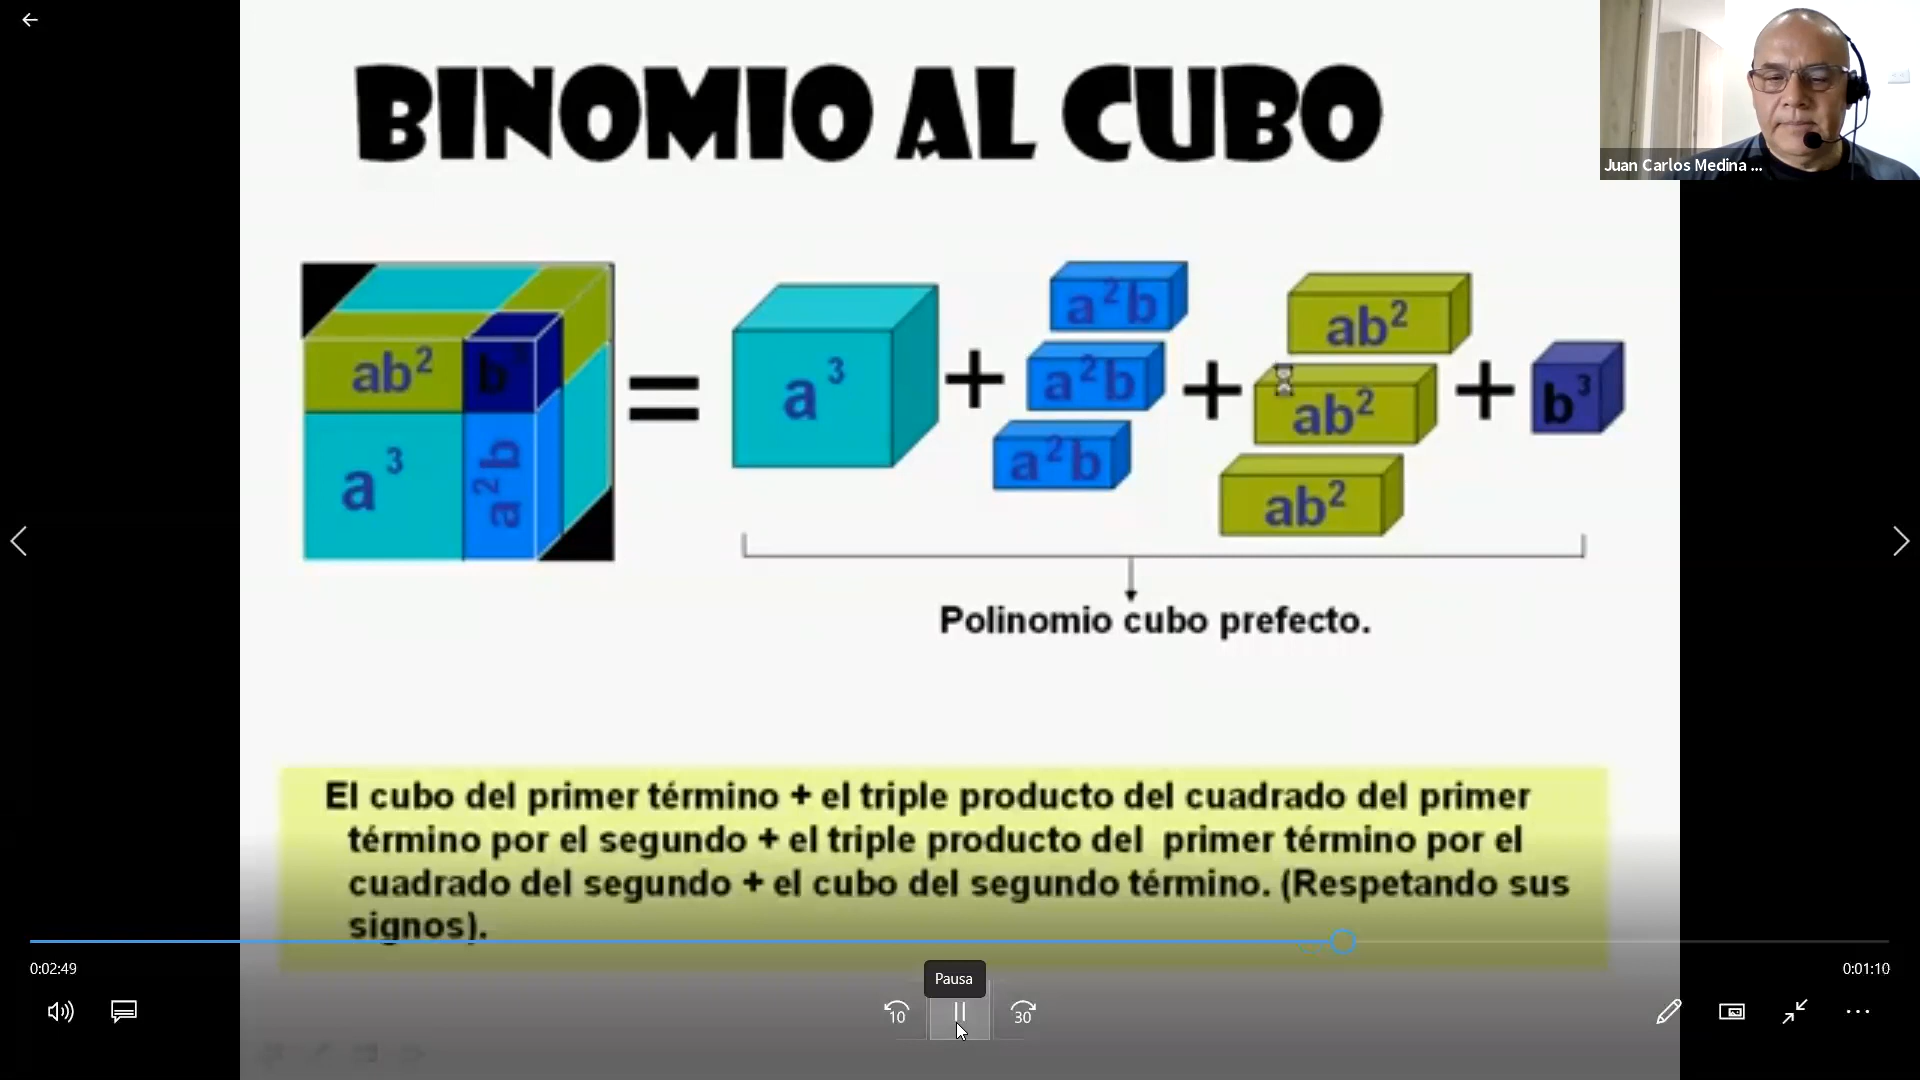 BINOMIO AL CUBO
Juan Carlos Medina ...
ab² b³
a³ a²b
= a³ + a²b a²b a²b + ab² ab² ab² + b³
Polinomio cubo prefecto.
El cubo del primer término + el triple producto del cuadrado del primer
término por el segundo + el triple producto del primer término por el
cuadrado del segundo + el cubo del segundo término. (Respetando sus
signos).
0:02:49
0:01:10
Pausa
10
30